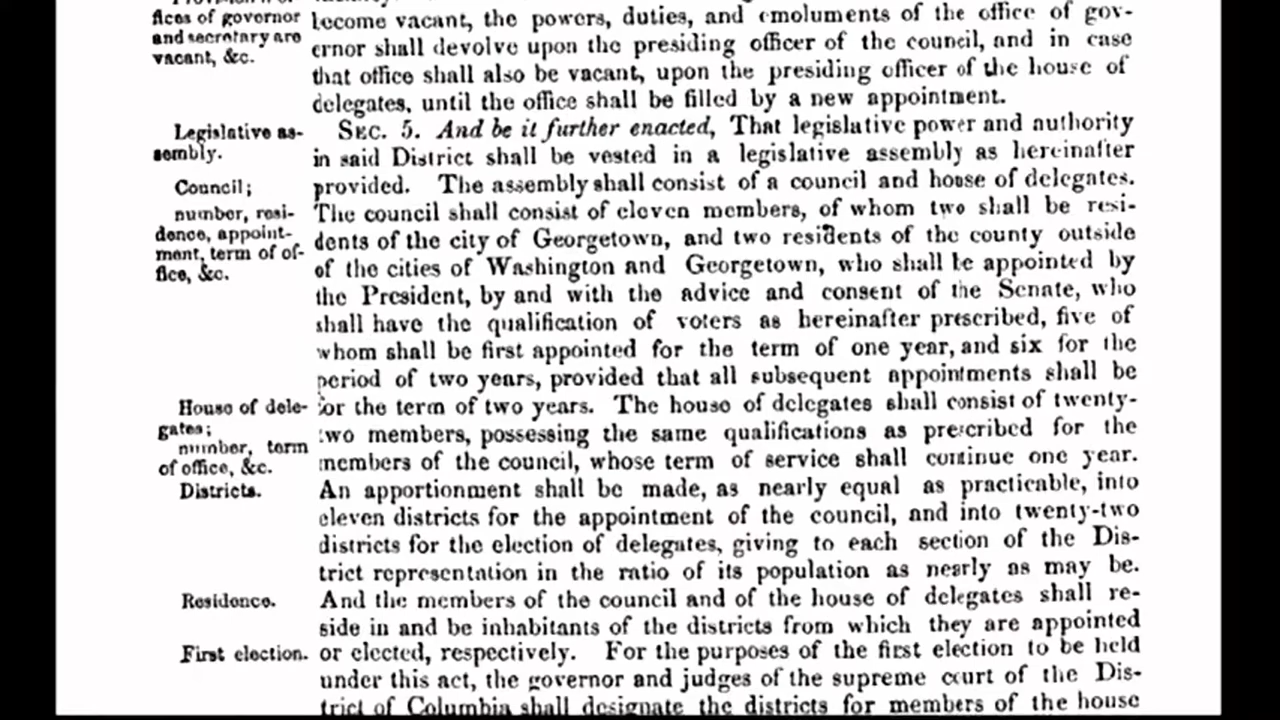 fices of governor
and secretary are
vacant, &c.
become vacant, the powers, duties, and emoluments of the office of gov-
ernor shall devolve upon the presiding officer of the council, and in case
that office shall also be vacant, upon the presiding officer of the house of
delegates, until the office shall be filled by a new appointment.
Legislative as-
sembly.
SEC. 5. And be it further enacted, That legislative power and authority
in said District shall be vested in a legislative assembly as hereinafter
Council;
provided. The assembly shall consist of a council and house of delegates.
number, resi-
dence, appoint-
ment, term of of-
fice, &c.
The council shall consist of eleven members, of whom two shall be resi-
dents of the city of Georgetown, and two residents of the county outside
of the cities of Washington and Georgetown, who shall be appointed by
the President, by and with the advice and consent of the Senate, who
shall have the qualification of voters as hereinafter prescribed, five of
whom shall be first appointed for the term of one year, and six for the
period of two years, provided that all subsequent appointments shall be
House of dele-
gates;
number, term
of office, &c.
for the term of two years. The house of delegates shall consist of twenty-
two members, possessing the same qualifications as prescribed for the
members of the council, whose term of service shall continue one year.
Districts.
An apportionment shall be made, as nearly equal as practicable, into
eleven districts for the appointment of the council, and into twenty-two
districts for the election of delegates, giving to each section of the Dis-
trict representation in the ratio of its population as nearly as may be.
Residence.
And the members of the council and of the house of delegates shall re-
side in and be inhabitants of the districts from which they are appointed
First election.
or elected, respectively. For the purposes of the first election to be held
under this act, the governor and judges of the supreme court of the Dis-
trict of Columbia shall designate the districts for members of the house